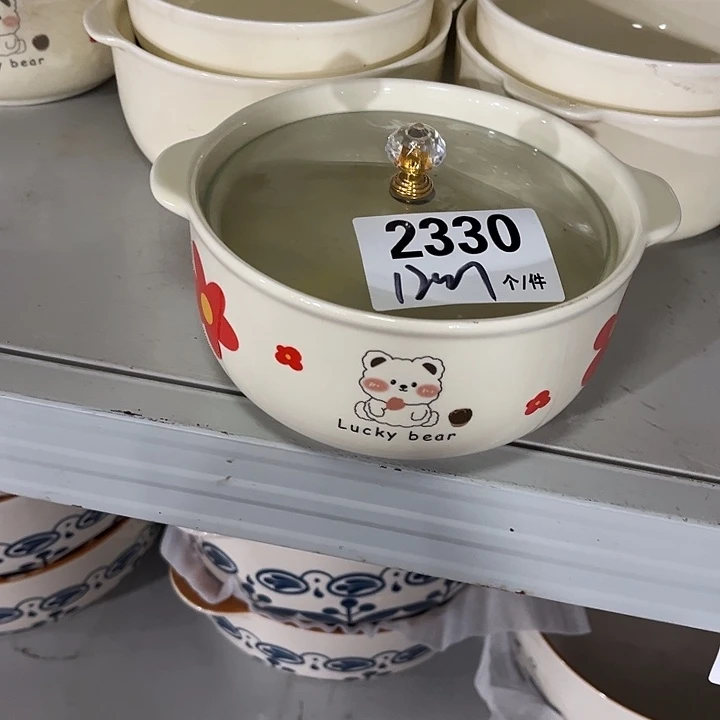 y bear
2330
个/件
Lucky bear